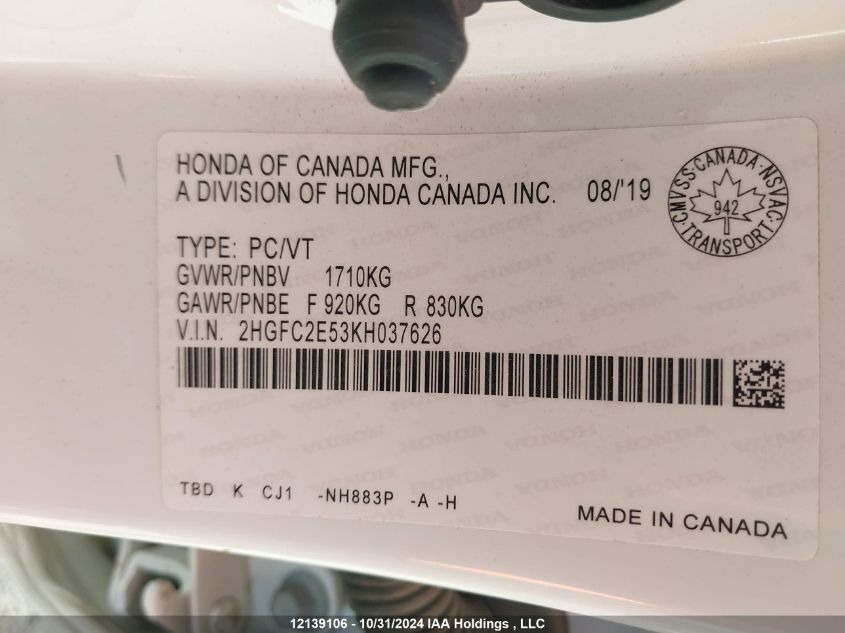 HONDA OF CANADA MFG.,
A DIVISION OF HONDA CANADA INC. 08/'19
CMVSS·CANADA·NSVAC·TRANSPORT·
942
TYPE: PC/VT
GVWR/PNBV 1710KG
GAWR/PNBE F 920KG R 830KG
V.I.N. 2HGFC2E53KH037626
TBD K CJ1 -NH883P -A -H
MADE IN CANADA
12139106 - 10/31/2024 IAA Holdings , LLC